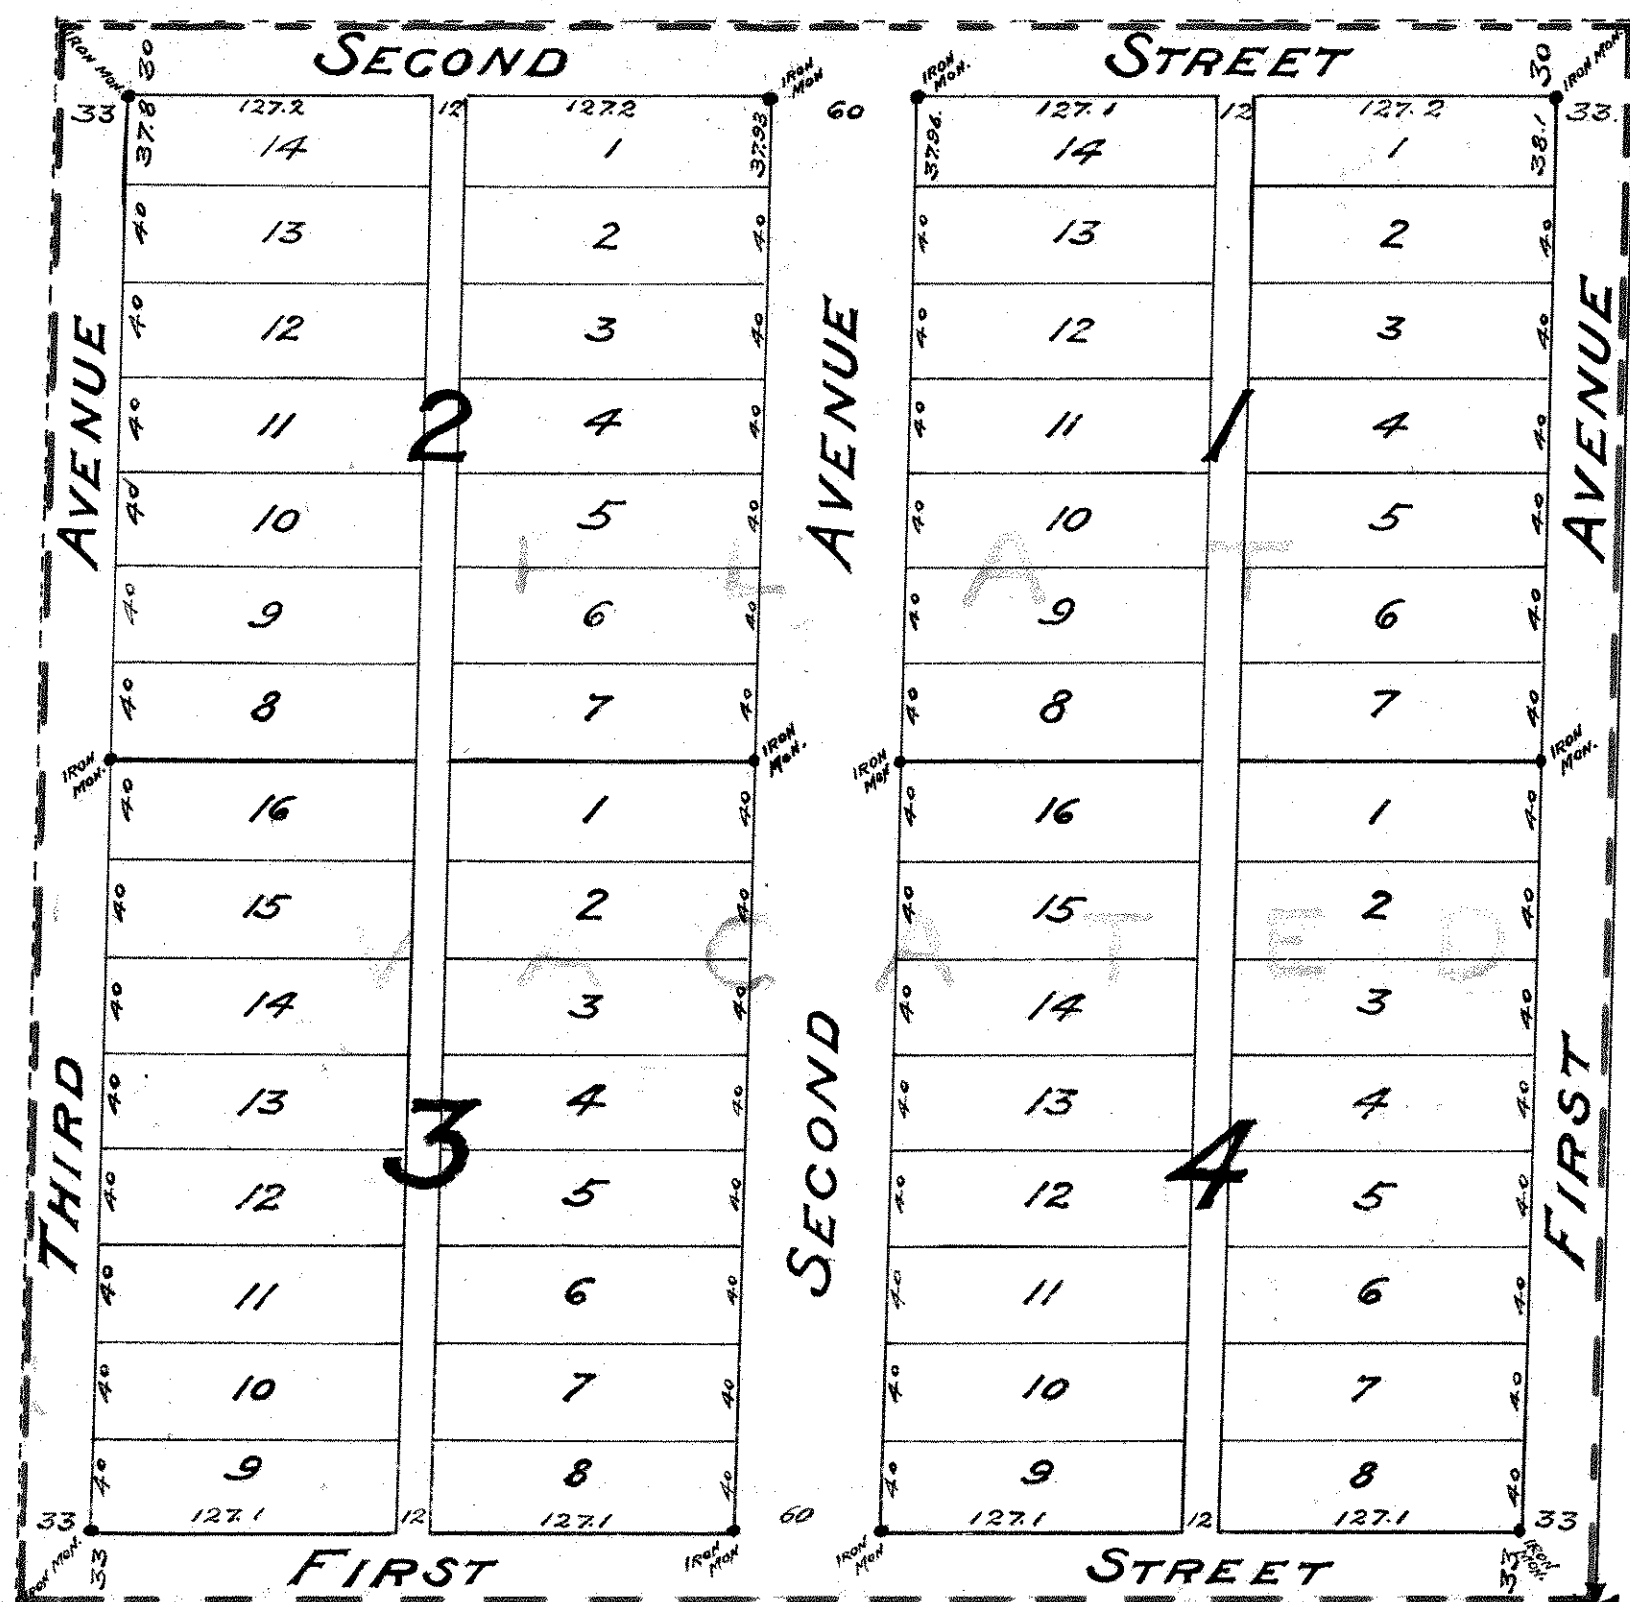 IRON MON. 30 SECOND IRON MON 60 IRON MON. STREET 30 IRON MON.
33 37.8 127.2 12 127.2 37.93 37.96. 127.1 12 127.2 38.1 33.
14 1 14 1
40 13 2 40 40 13 2 40
40 12 3 40 40 12 3 40
40 11 4 40 40 11 4 40
2 1
AVENUE AVENUE AVENUE
40 10 5 40 40 10 5 40
PLAT
40 9 6 40 40 9 6 40
40 8 7 40 40 8 7 40
IRON MON. IRON MON. IRON MON IRON MON.
40 16 1 40 40 16 1 40
40 15 2 40 40 15 2 40
VACATED
40 14 3 40 40 14 3 40
40 13 4 40 40 13 4 40
3 4
THIRD SECOND FIRST
40 12 5 40 40 12 5 40
40 11 6 40 40 11 6 40
40 10 7 40 40 10 7 40
40 9 8 40 40 9 8 40
33 127.1 12 127.1 60 127.1 12 127.1 33
IRON MON. 33 FIRST IRON MON IRON MON STREET 33 IRON MON.